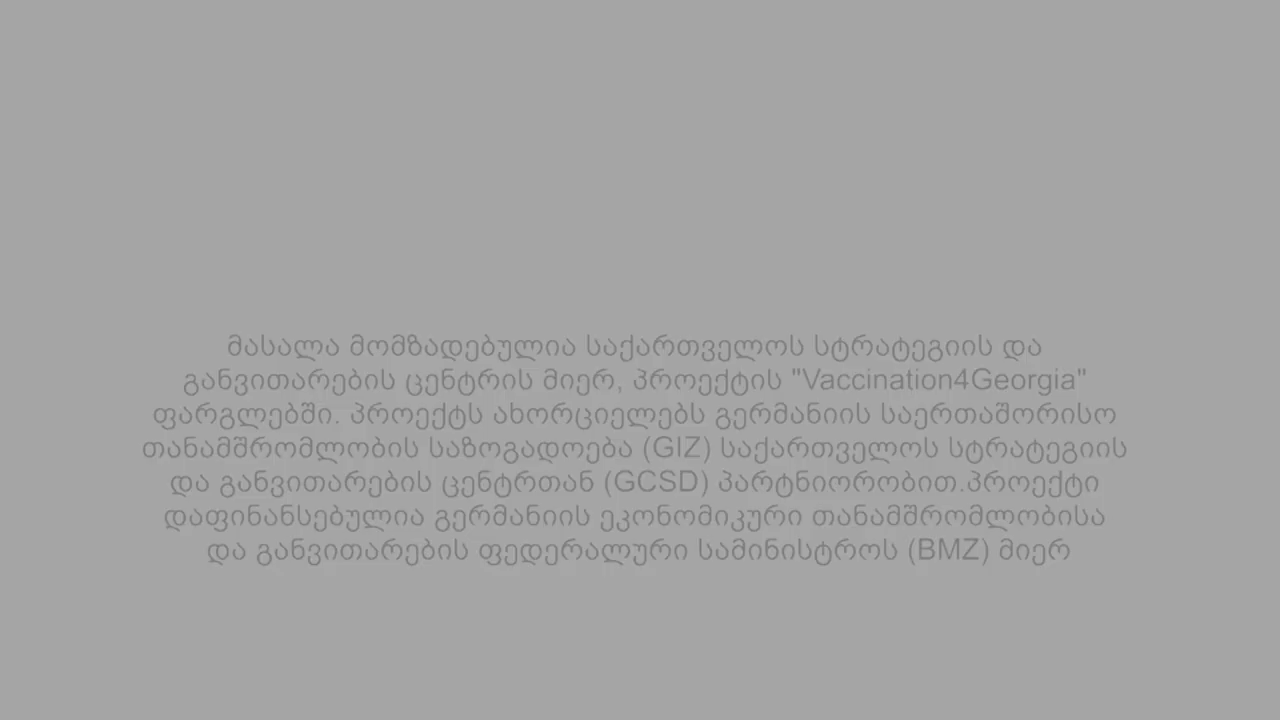 მასალა მომზადებულია საქართველოს სტრატეგიის და
განვითარების ცენტრის მიერ, პროექტის "Vaccination4Georgia"
ფარგლებში. პროექტს ახორციელებს გერმანიის საერთაშორისო
თანამშრომლობის საზოგადოება (GIZ) საქართველოს სტრატეგიის
და განვითარების ცენტრთან (GCSD) პარტნიორობით.პროექტი
დაფინანსებულია გერმანიის ეკონომიკური თანამშრომლობისა
და განვითარების ფედერალური სამინისტროს (BMZ) მიერ